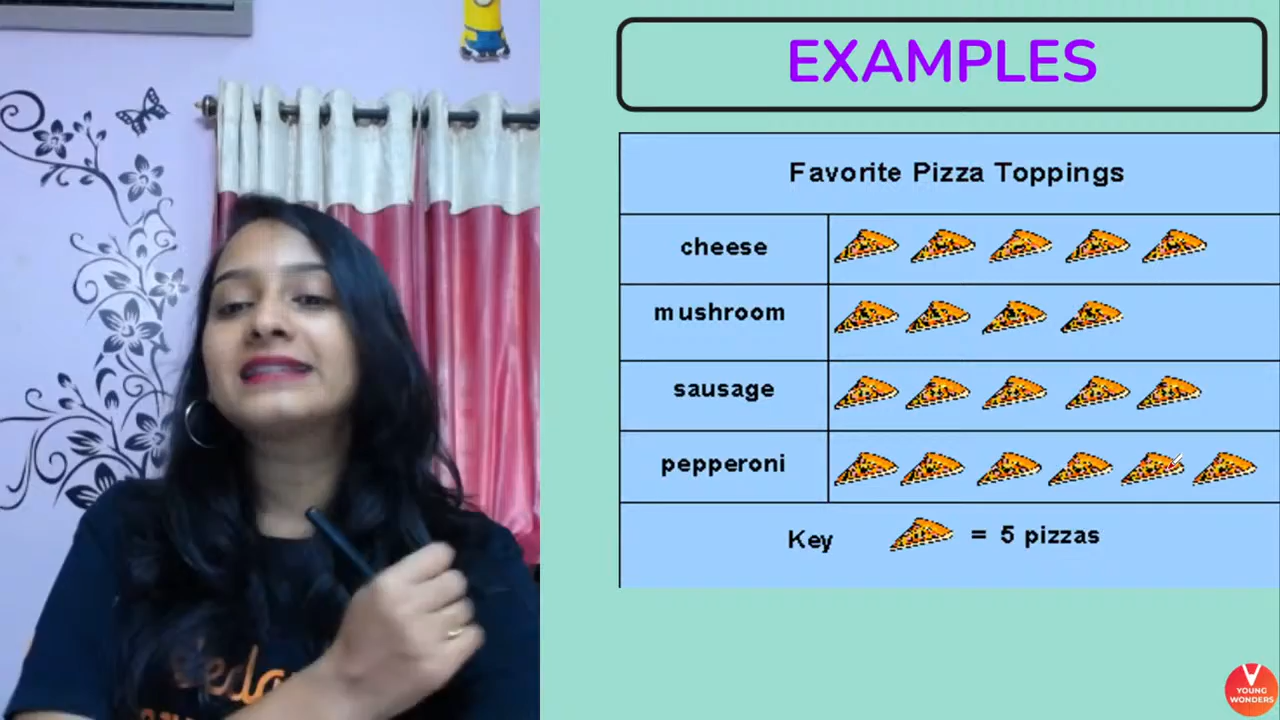 EXAMPLES
Favorite Pizza Toppings
cheese
mushroom
sausage
pepperoni
Key = 5 pizzas
YOUNG
WONDERS